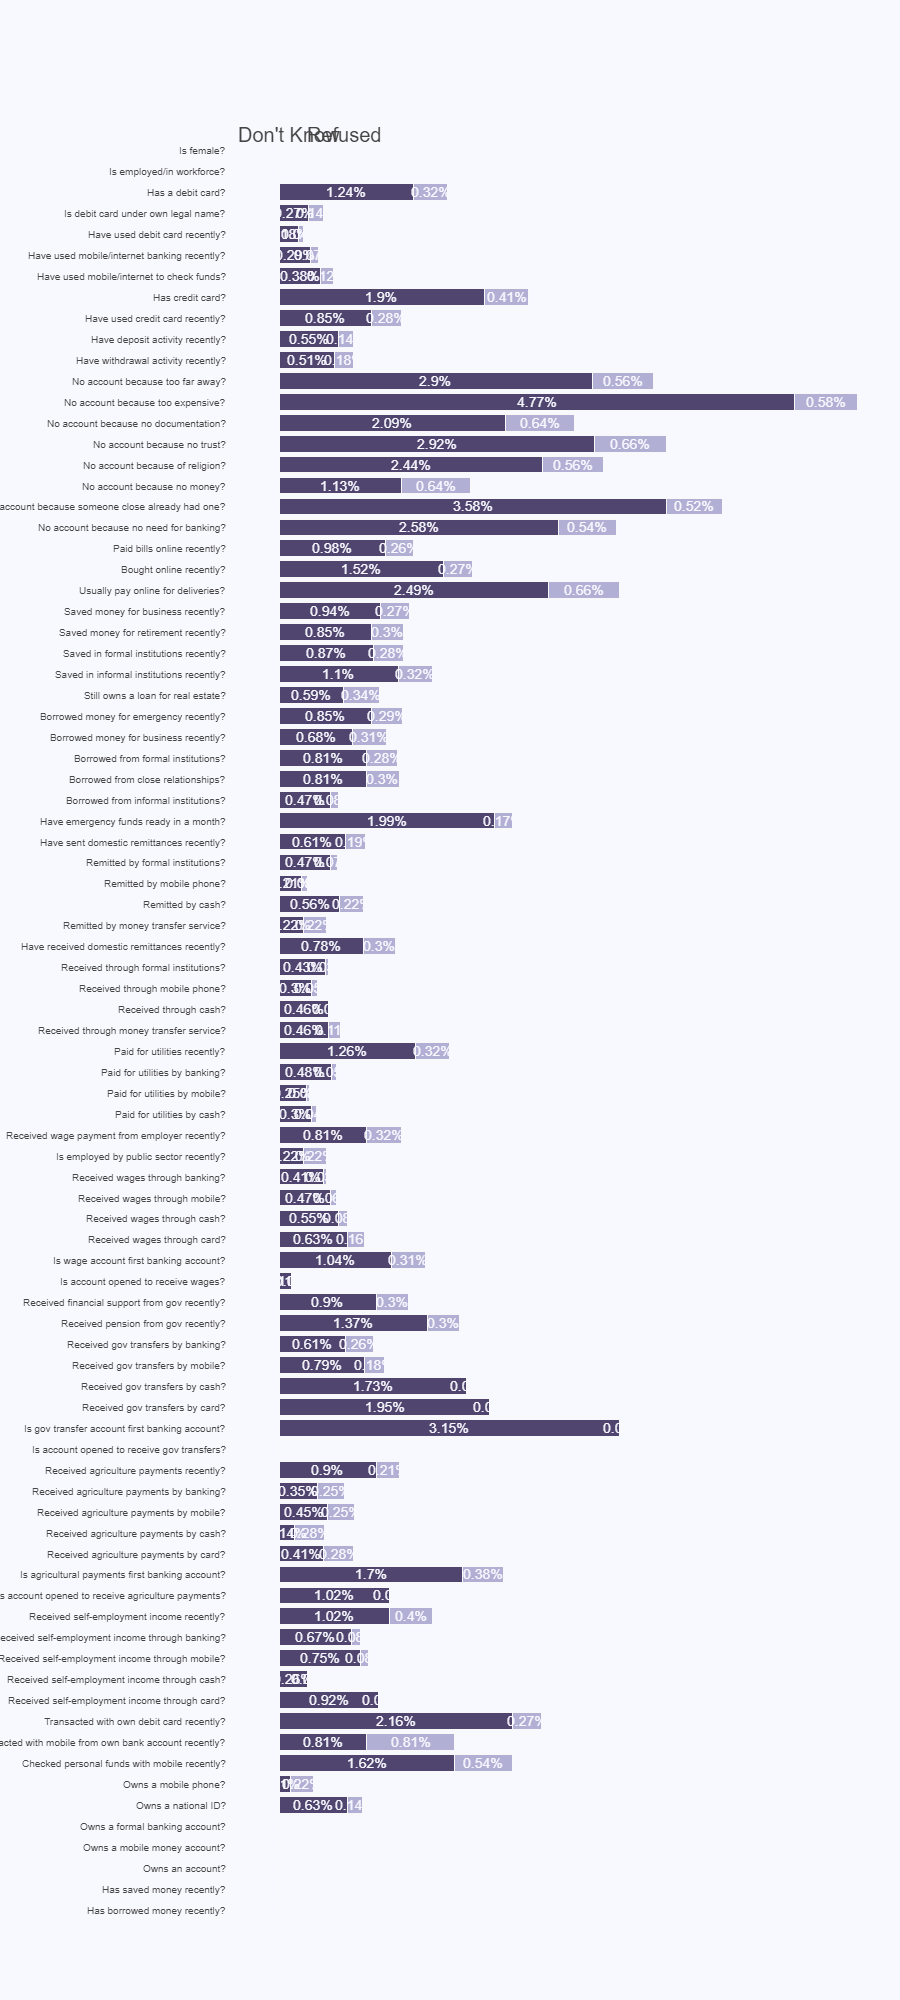 Don't Know Refused
Is female?
Is employed/in workforce?
Has a debit card? 1.24% 0.32%
Is debit card under own legal name? 0.27%
Have used debit card recently?
Have used mobile/internet banking recently? 0.29%
Have used mobile/internet to check funds? 0.38%
Has credit card? 1.9% 0.41%
Have used credit card recently? 0.85% 0.28%
Have deposit activity recently? 0.55%
Have withdrawal activity recently? 0.51%
No account because too far away? 2.9% 0.56%
No account because too expensive? 4.77% 0.58%
No account because no documentation? 2.09% 0.64%
No account because no trust? 2.92% 0.66%
No account because of religion? 2.44% 0.56%
No account because no money? 1.13% 0.64%
account because someone close already had one? 3.58% 0.52%
No account because no need for banking? 2.58% 0.54%
Paid bills online recently? 0.98% 0.26%
Bought online recently? 1.52% 0.27%
Usually pay online for deliveries? 2.49% 0.66%
Saved money for business recently? 0.94% 0.27%
Saved money for retirement recently? 0.85% 0.3%
Saved in formal institutions recently? 0.87% 0.28%
Saved in informal institutions recently? 1.1% 0.32%
Still owns a loan for real estate? 0.59% 0.34%
Borrowed money for emergency recently? 0.85% 0.29%
Borrowed money for business recently? 0.68% 0.31%
Borrowed from formal institutions? 0.81% 0.28%
Borrowed from close relationships? 0.81% 0.3%
Borrowed from informal institutions? 0.47%
Have emergency funds ready in a month? 1.99% 0.17%
Have sent domestic remittances recently? 0.61% 0.19%
Remitted by formal institutions? 0.47%
Remitted by mobile phone?
Remitted by cash? 0.56% 0.22%
Remitted by money transfer service?
Have received domestic remittances recently? 0.78% 0.3%
Received through formal institutions? 0.43%
Received through mobile phone? 0.3%
Received through cash? 0.46%
Received through money transfer service? 0.46%
Paid for utilities recently? 1.26% 0.32%
Paid for utilities by banking? 0.48%
Paid for utilities by mobile?
Paid for utilities by cash? 0.3%
Received wage payment from employer recently? 0.81% 0.32%
Is employed by public sector recently?
Received wages through banking? 0.41%
Received wages through mobile? 0.47%
Received wages through cash? 0.55%
Received wages through card? 0.63% 0.16
Is wage account first banking account? 1.04% 0.31%
Is account opened to receive wages?
Received financial support from gov recently? 0.9% 0.3%
Received pension from gov recently? 1.37% 0.3%
Received gov transfers by banking? 0.61% 0.26%
Received gov transfers by mobile? 0.79% 0.18%
Received gov transfers by cash? 1.73%
Received gov transfers by card? 1.95%
Is gov transfer account first banking account? 3.15%
Is account opened to receive gov transfers?
Received agriculture payments recently? 0.9% 0.21%
Received agriculture payments by banking? 0.35% 0.25%
Received agriculture payments by mobile? 0.45% 0.25%
Received agriculture payments by cash?
Received agriculture payments by card? 0.41% 0.28%
Is agricultural payments first banking account? 1.7% 0.38%
s account opened to receive agriculture payments? 1.02%
Received self-employment income recently? 1.02% 0.4%
eceived self-employment income through banking? 0.67%
Received self-employment income through mobile? 0.75%
Received self-employment income through cash?
Received self-employment income through card? 0.92%
Transacted with own debit card recently? 2.16% 0.27%
acted with mobile from own bank account recently? 0.81% 0.81%
Checked personal funds with mobile recently? 1.62% 0.54%
Owns a mobile phone?
Owns a national ID? 0.63% 0.14
Owns a formal banking account?
Owns a mobile money account?
Owns an account?
Has saved money recently?
Has borrowed money recently?